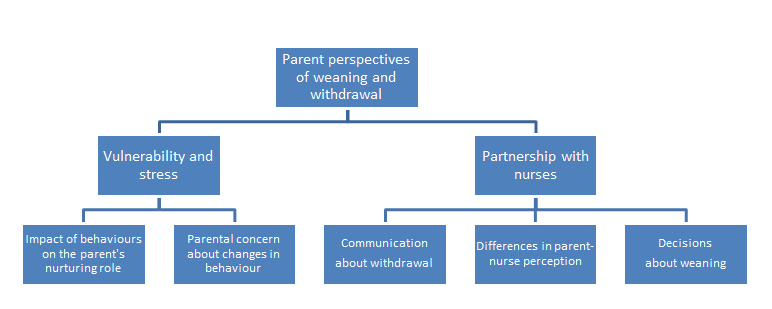 Parent perspectives
of weaning and
withdrawal
Vulnerability and
stress
Partnership with
nurses
Impact of behaviours
on the parent's
nurturing role
Parental concern
about changes in
behaviour
Communication
about withdrawal
Differences in parent-
nurse perception
Decisions
about weaning